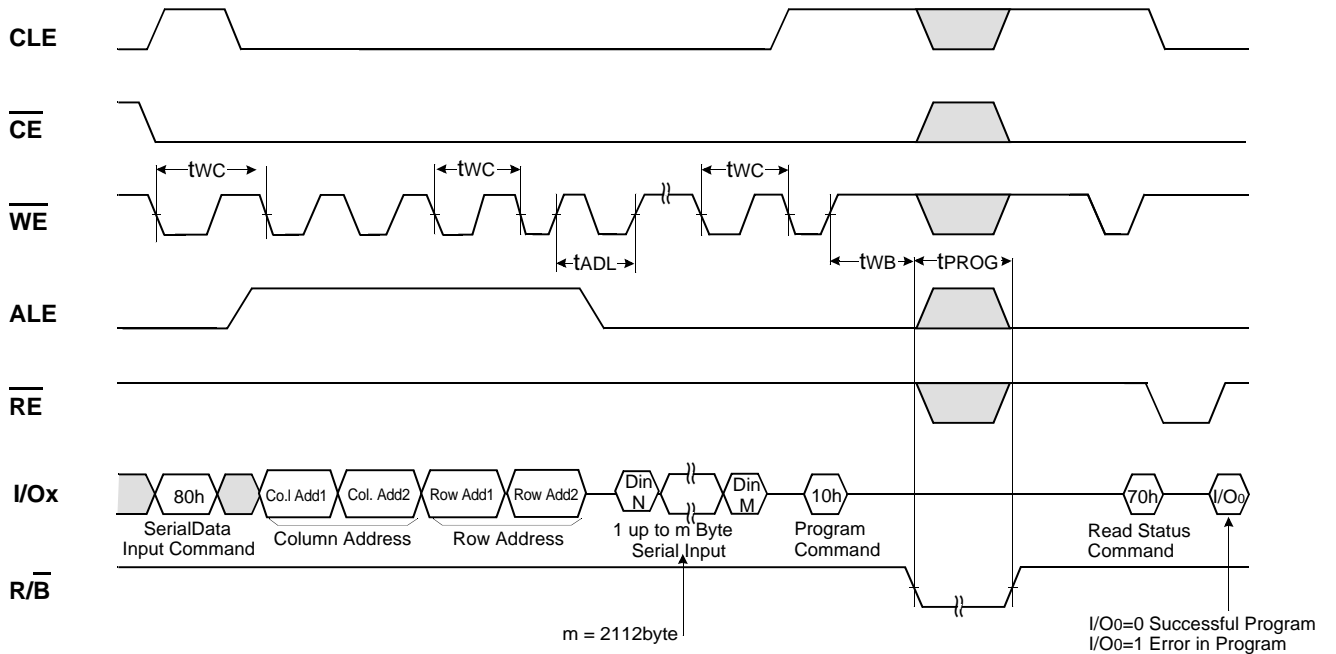 CLE
CE
tWC
tWC
tWC
WE
tADL
tWB
tPROG
ALE
RE
I/Ox
80h
Co.l Add1
Col. Add2
Row Add1
Row Add2
Din
N
Din
M
10h
70h
I/O0
SerialData
Input Command
Column Address
Row Address
1 up to m Byte
Serial Input
Program
Command
Read Status
Command
R/B
m = 2112byte
I/O0=0 Successful Program
I/O0=1 Error in Program